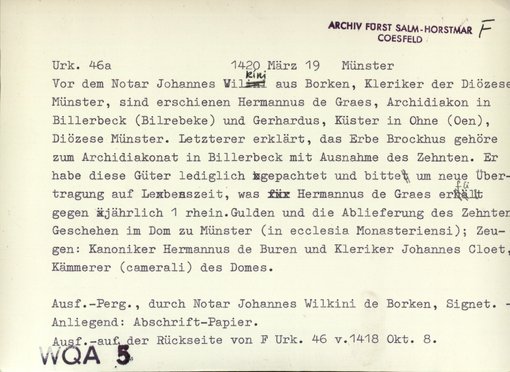 ARCHIV FÜRST SALM-HORSTMAR F
COESFELD
Urk. 46a 1420 März 19 Münster
Vor dem Notar Johannes Wilkini aus Borken, Kleriker der Diözese
Münster, sind erschienen Hermannus de Graes, Archidiakon in
Billerbeck (Bilrebeke) und Gerhardus, Küster in Ohne (Oen),
Diözese Münster. Letzterer erklärt, das Erbe Brockhus gehöre
zum Archidiakonat in Billerbeck mit Ausnahme des Zehnten. Er
habe diese Güter lediglich gepachtet und bitte um neue Über-
tragung auf Lebenszeit, was Hermannus de Graes erfüllt
gegen jährlich 1 rhein.Gulden und die Ablieferung des Zehnten
Geschehen im Dom zu Münster (in ecclesia Monasteriensi); Zeu-
gen: Kanoniker Hermannus de Buren und Kleriker Johannes Cloet,
Kämmerer (camerali) des Domes.
Ausf.-Perg., durch Notar Johannes Wilkini de Borken, Signet. -
Anliegend: Abschrift-Papier.
Ausf.-auf der Rückseite von F Urk. 46 v.1418 Okt. 8.
WQA 5